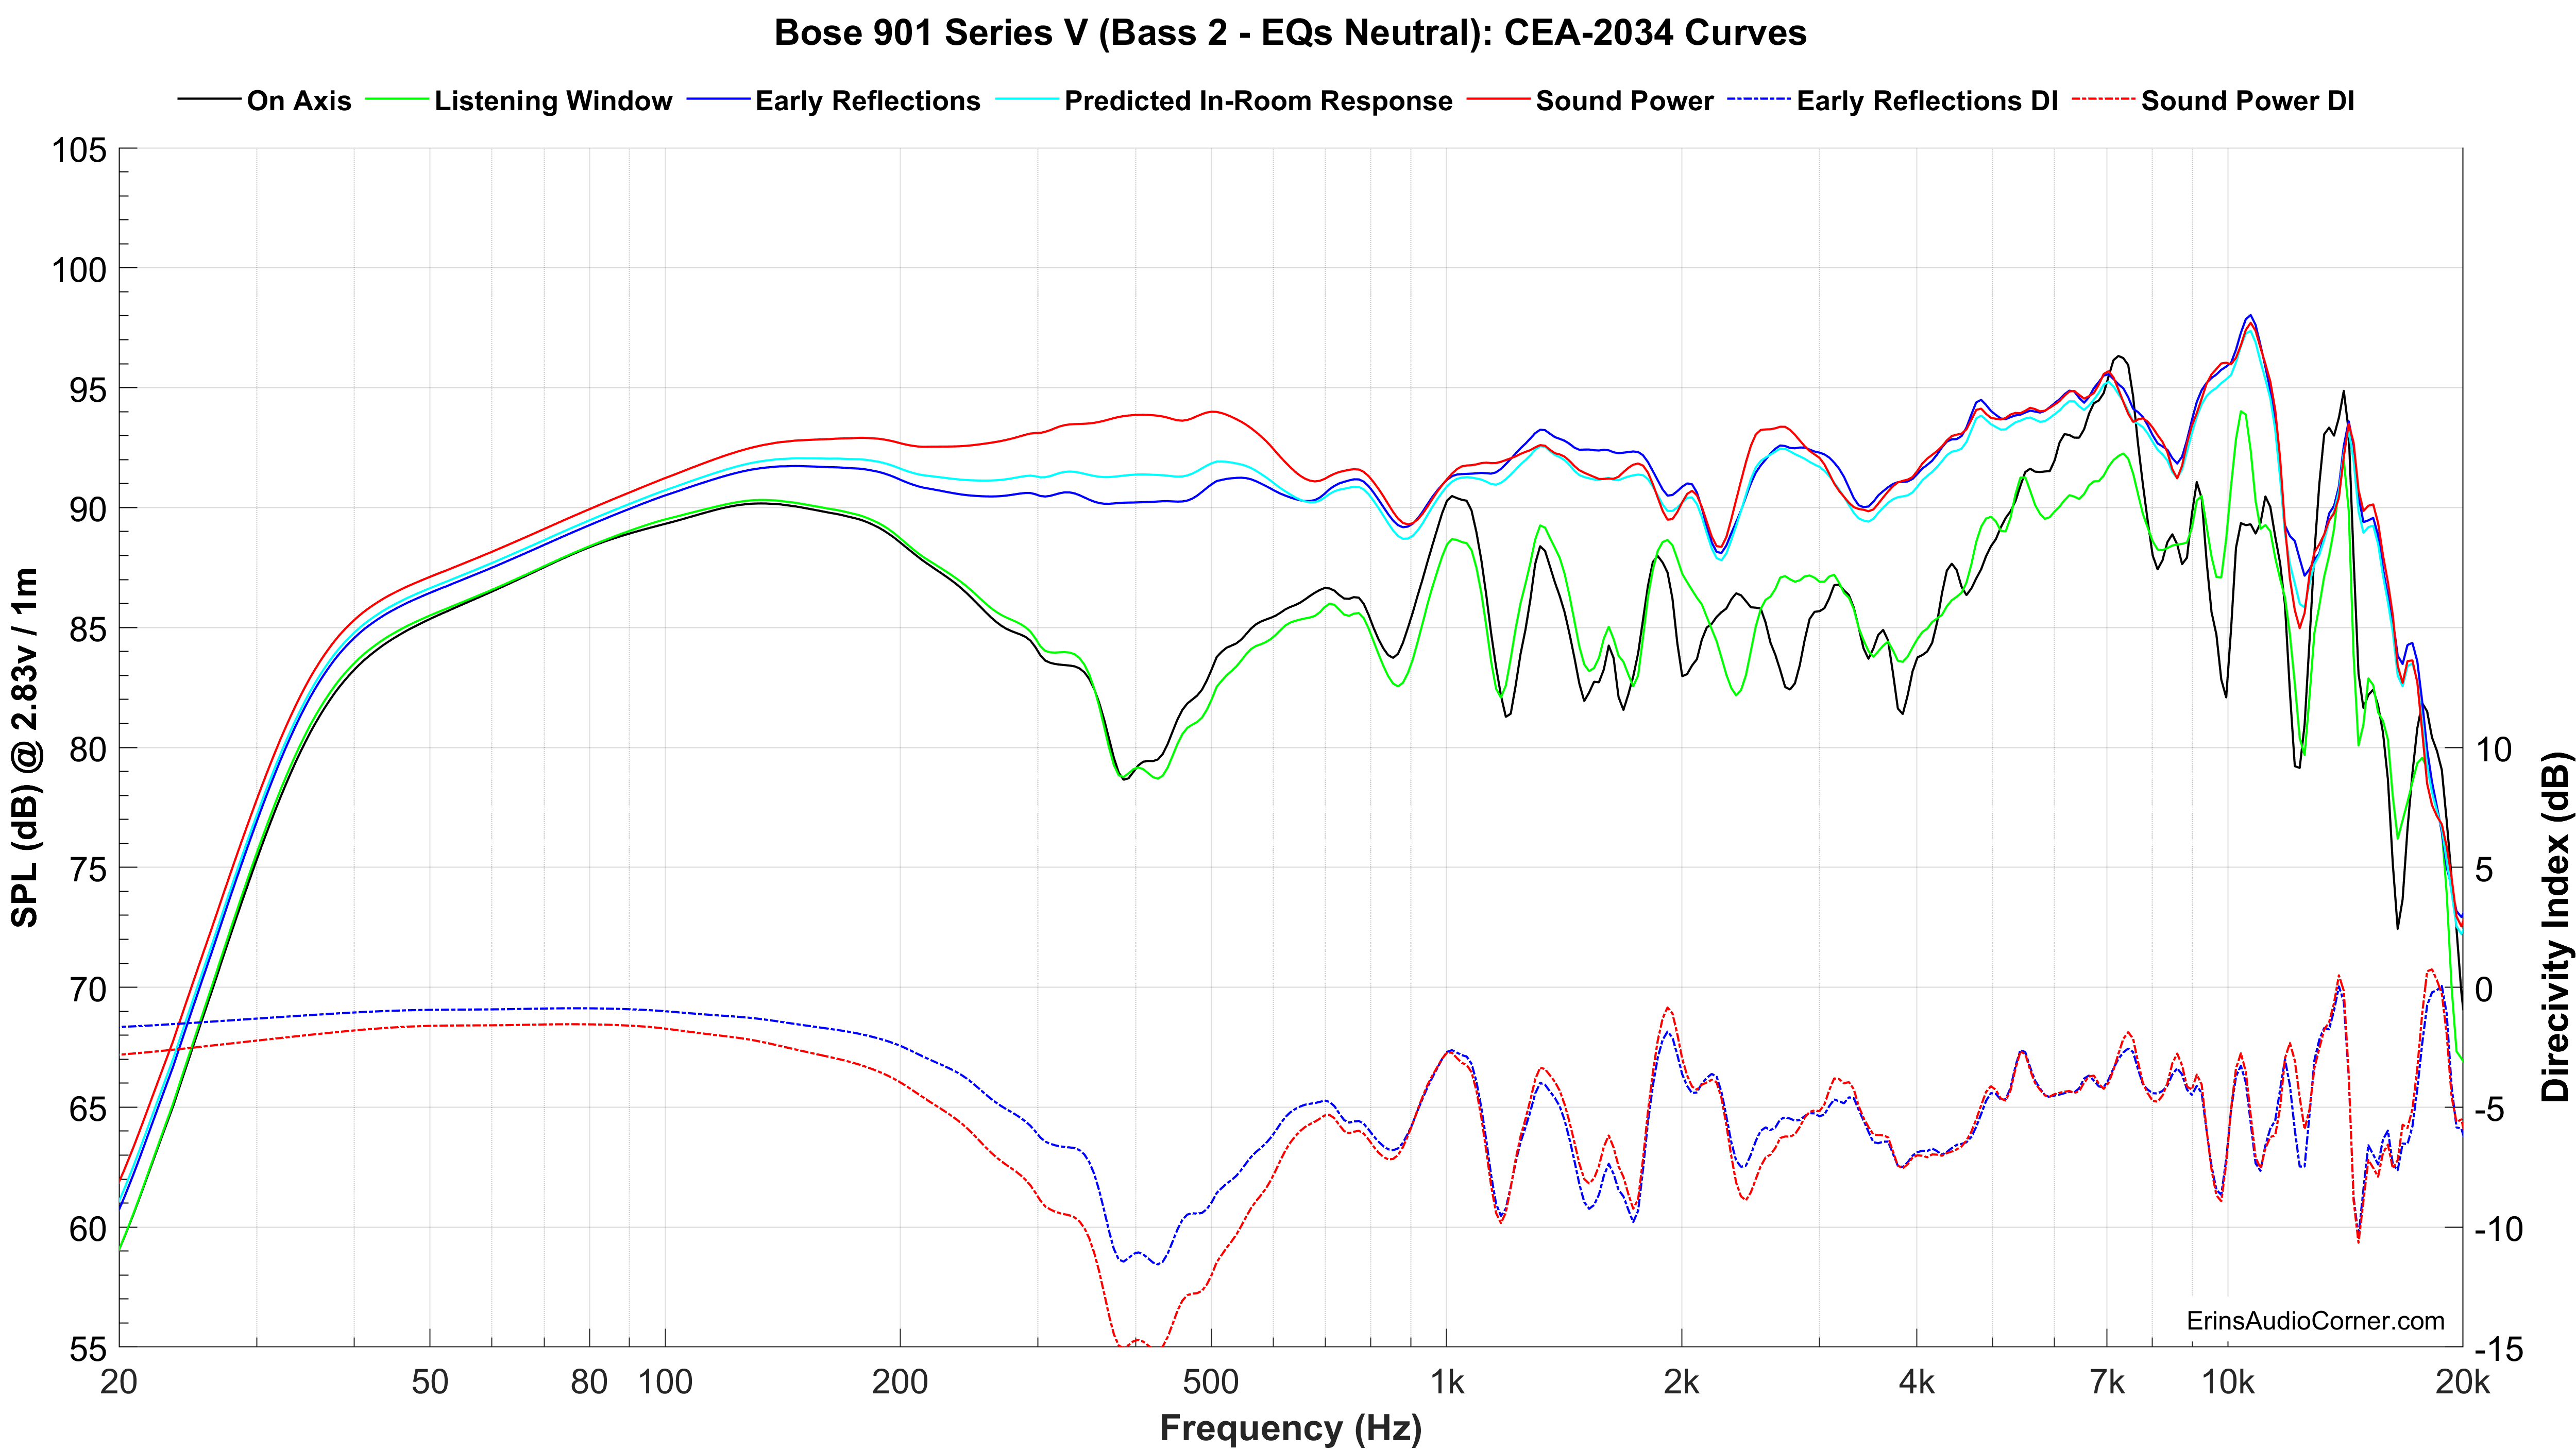 Bose 901 Series V (Bass 2 - EQs Neutral): CEA-2034 Curves
On Axis Listening Window Early Reflections Predicted In-Room Response Sound Power Early Reflections DI Sound Power DI
105
100
95
90
85
80
75
70
65
60
55
SPL (dB) @ 2.83v / 1m
10
5
0
-5
-10
-15
Direcivity Index (dB)
ErinsAudioCorner.com
20 50 80 100 200 500 1k 2k 4k 7k 10k 20k
Frequency (Hz)